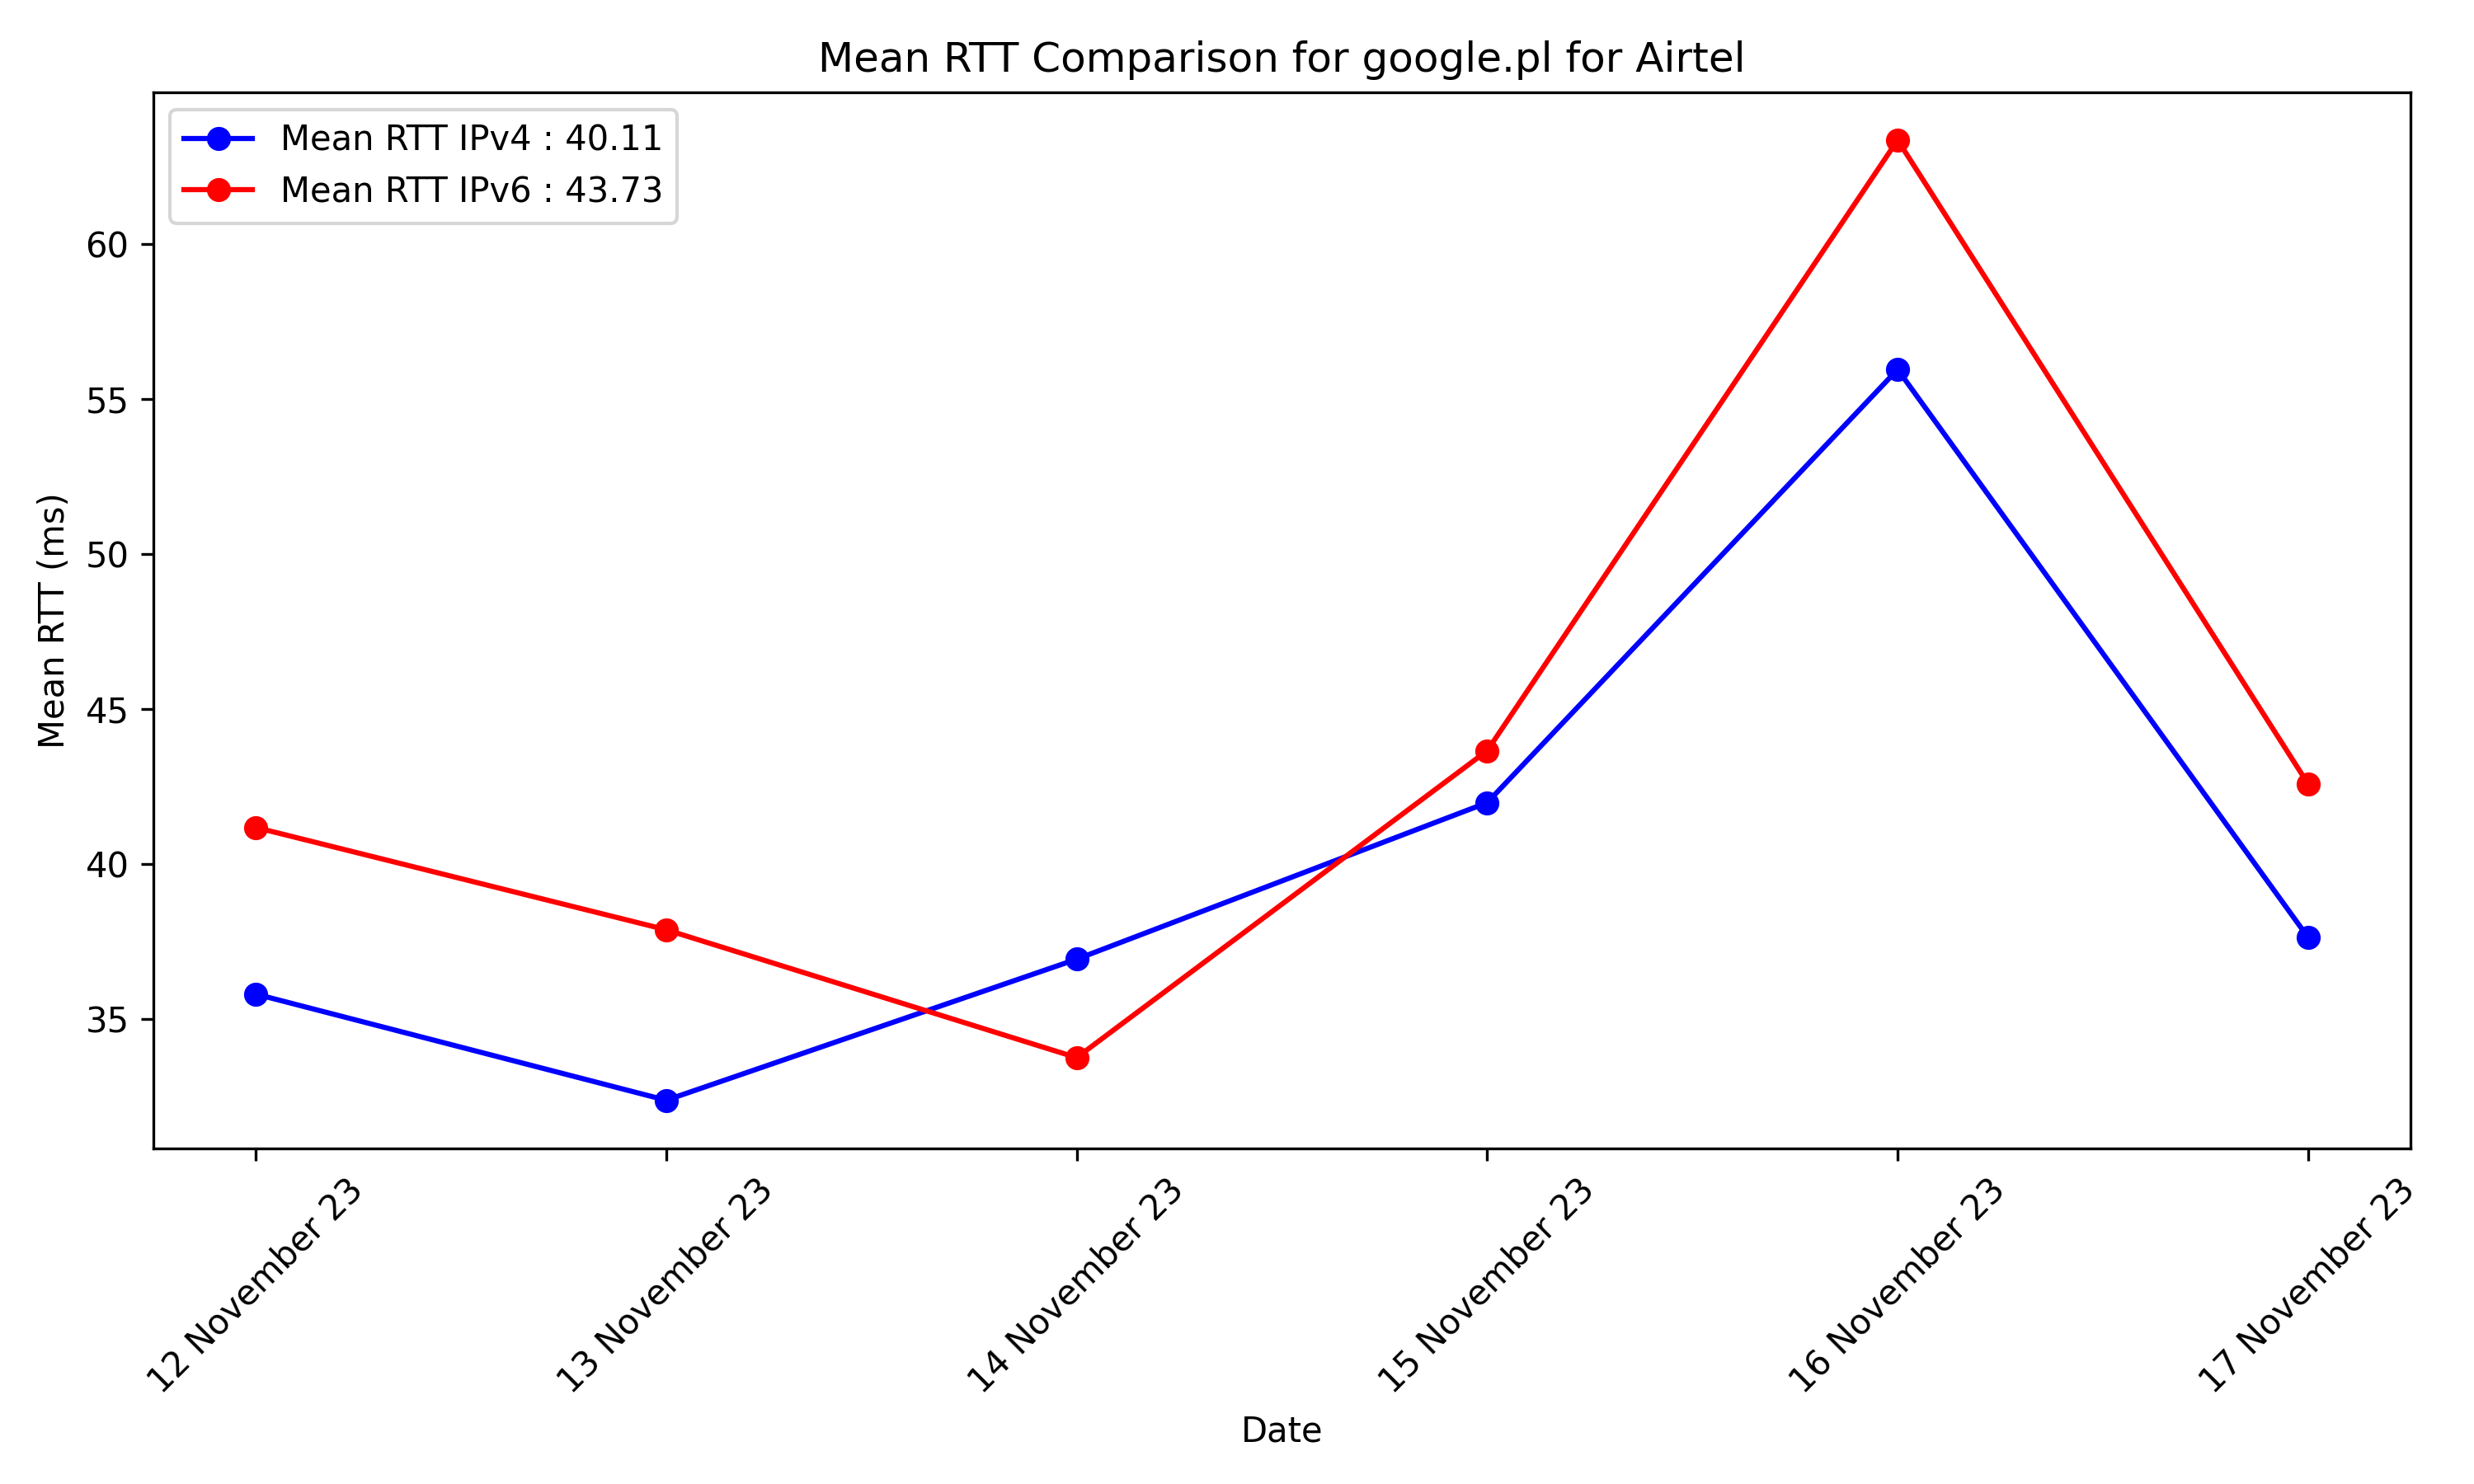 Mean RTT Comparison for google.pl for Airtel
Mean RTT IPv4 : 40.11
Mean RTT IPv6 : 43.73
Mean RTT (ms)
60
55
50
45
40
35
12 November 23
13 November 23
14 November 23
15 November 23
16 November 23
17 November 23
Date